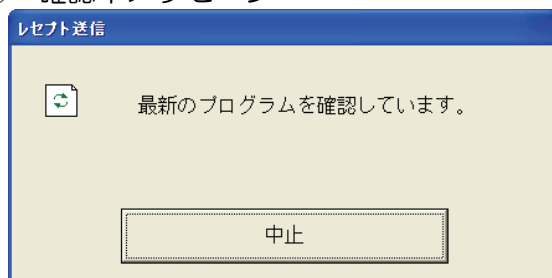 レセプト送信
最新のプログラムを確認しています。
中止